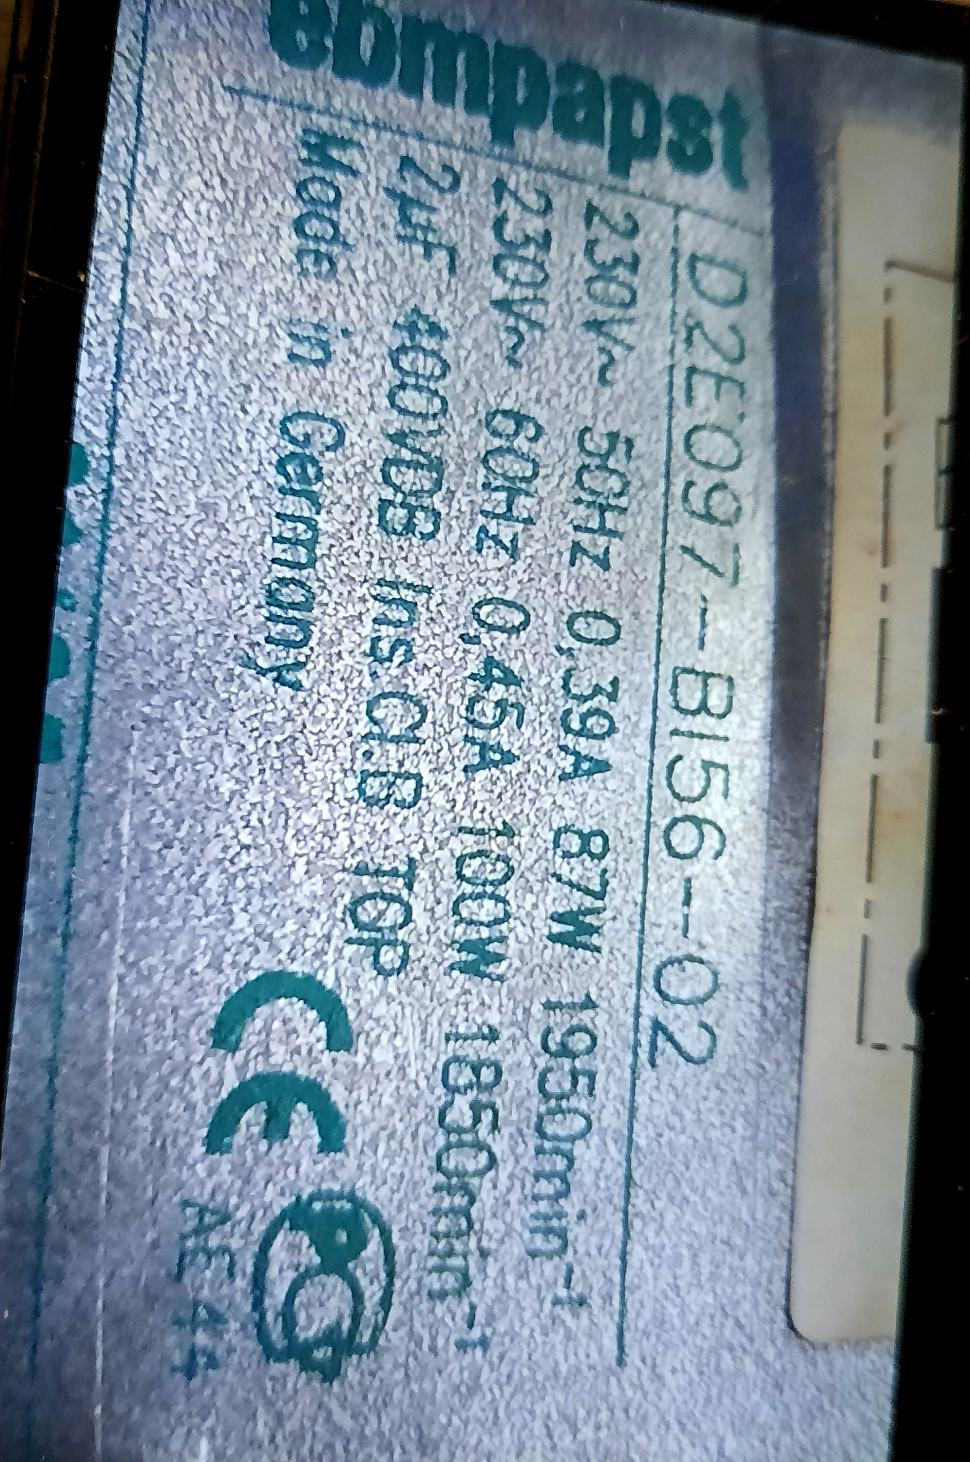 ebmpapst
D2E097-BI56-02
230V~ 50Hz 0,39A 87W 1950min⁻¹
230V~ 60Hz 0,45A 100W 1850min⁻¹
2µF 400VDB Ins.Cl.B TOP
Made in Germany
CE
AE 44